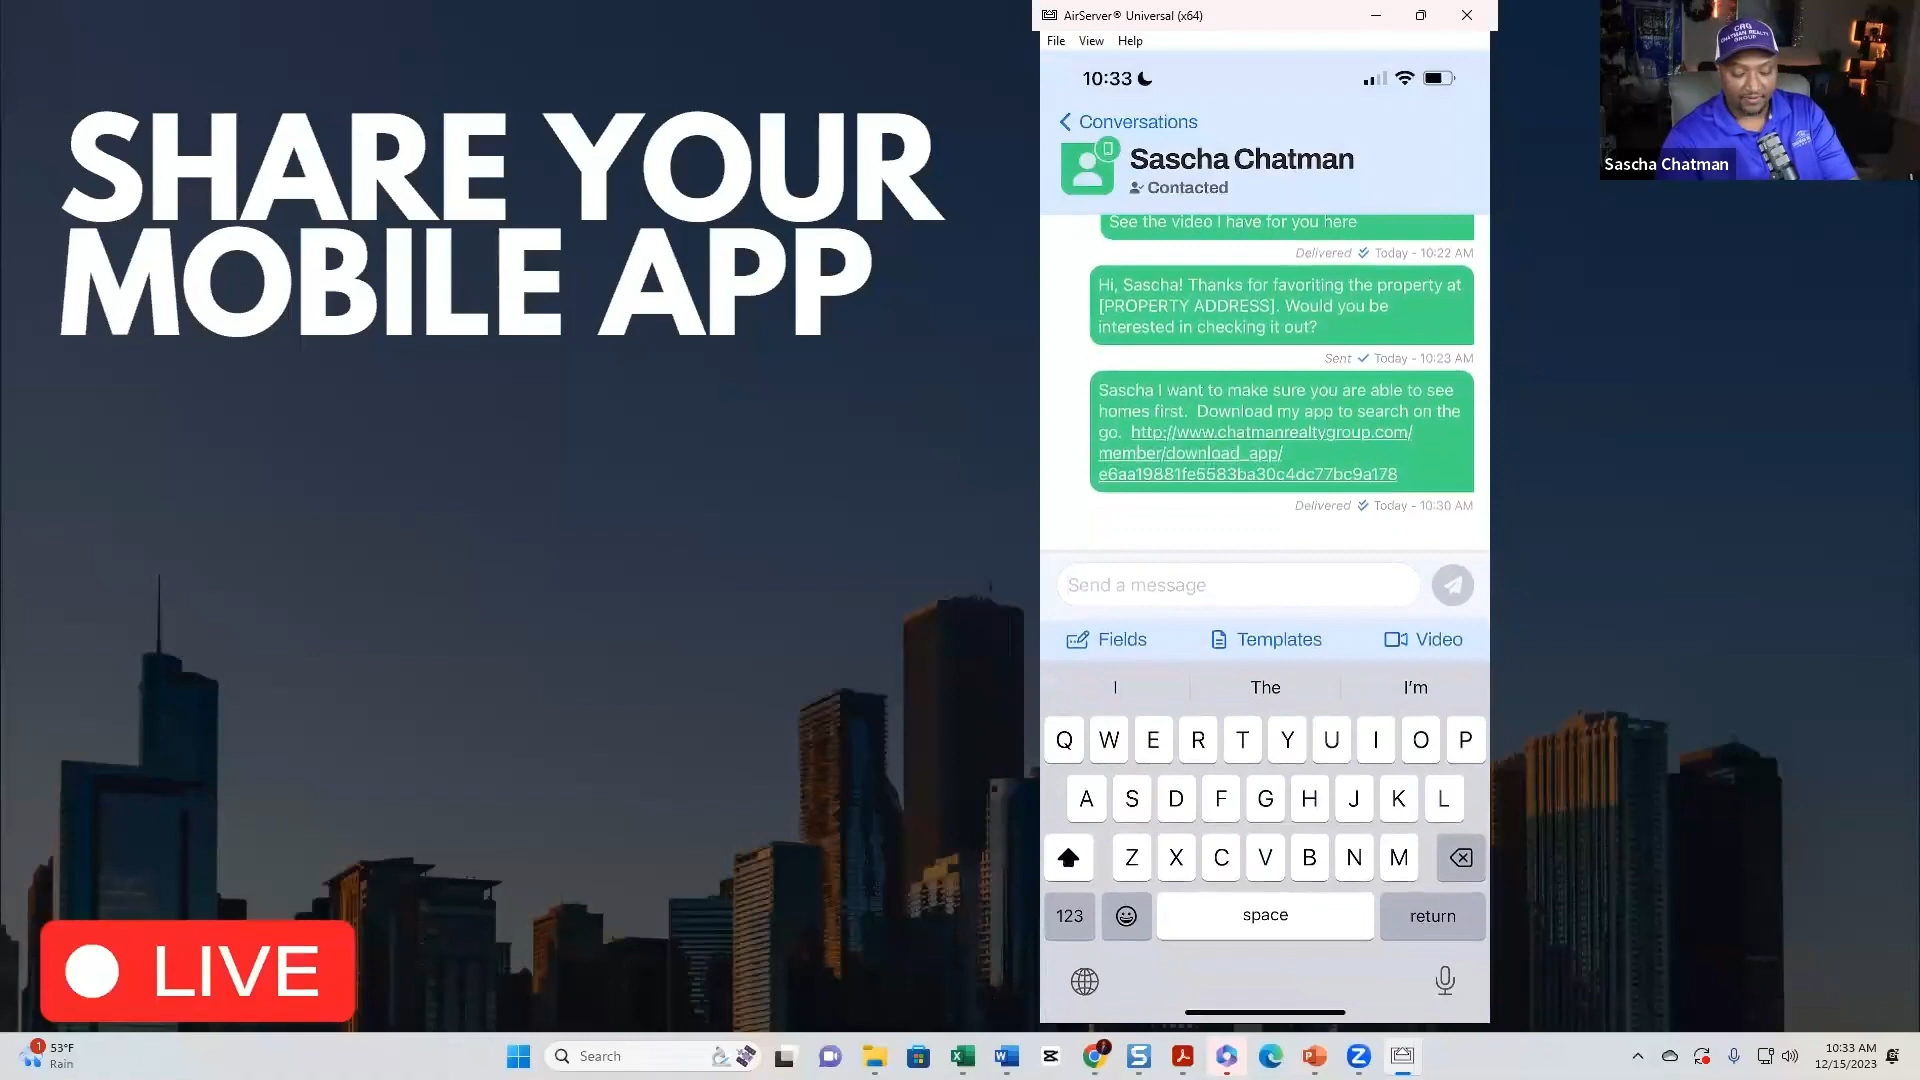 SHARE YOUR
MOBILE APP
LIVE
AirServer® Universal (x64)
File View Help
10:33
Conversations
Sascha Chatman
Contacted
See the video I have for you here
Delivered Today - 10:22 AM
Hi, Sascha! Thanks for favoriting the property at
[PROPERTY ADDRESS]. Would you be
interested in checking it out?
Sent Today - 10:23 AM
Sascha I want to make sure you are able to see
homes first. Download my app to search on the
go. http://www.chatmanrealtygroup.com/
member/download_app/
e6aa19881fe5583ba30c4dc77bc9a178
Delivered Today - 10:30 AM
Send a message
Fields Templates Video
I The I'm
Q W E R T Y U I O P
A S D F G H J K L
Z X C V B N M
123 space return
CRG
CHATMAN REALTY
GROUP
Sascha Chatman
1 53°F
Rain
Search
10:33 AM
12/15/2023